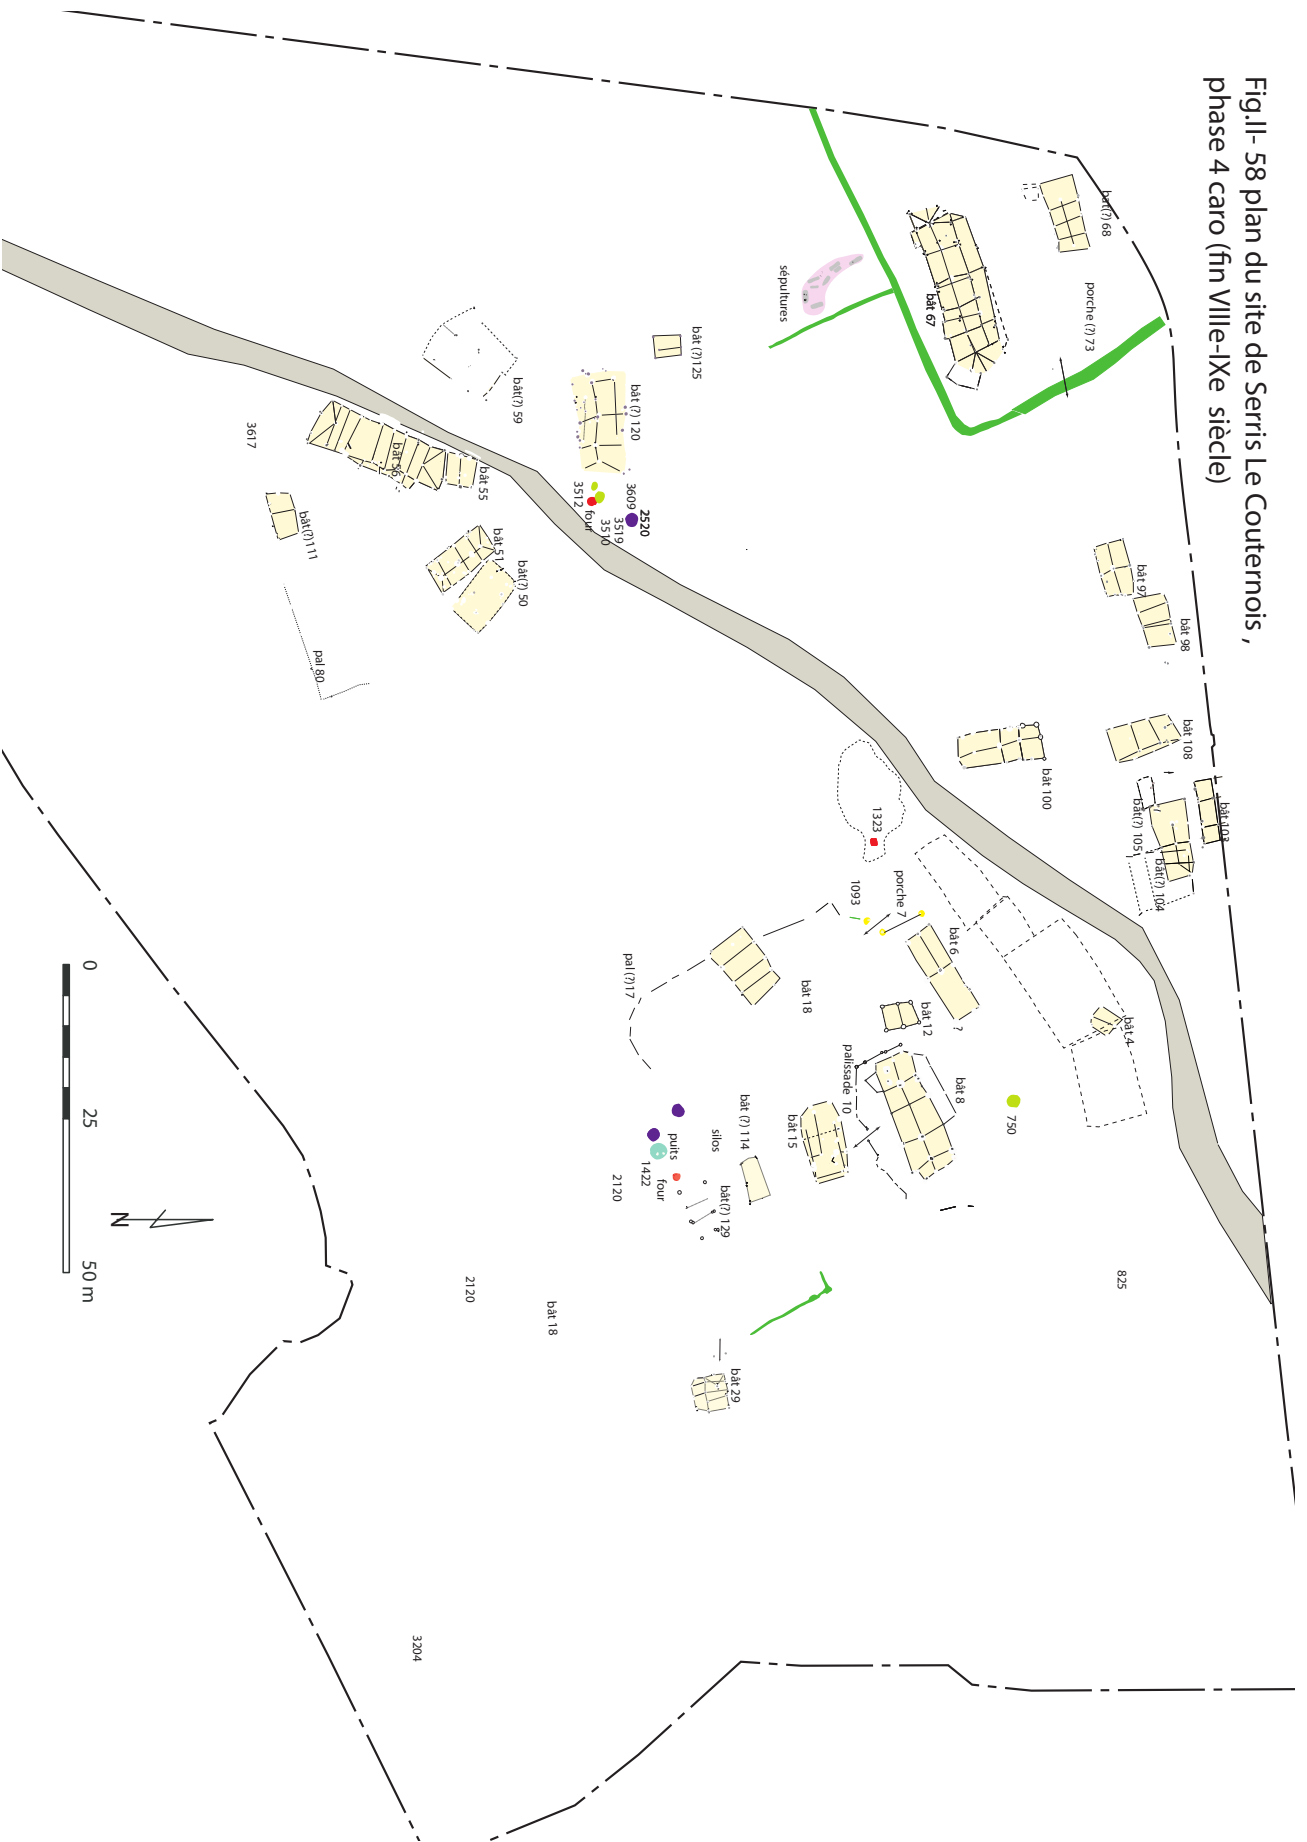 Fig.II- 58 plan du site de Serris Le Couternois ,
phase 4 caro (fin VIIIe-IXe siècle)
bât(?) 68
porche (?) 73
bât 67
sépultures
bât (?)125
bât(?) 59
bât (?) 120
3617
bât 56
bât 55
3512
four
3510
3519
3609
2520
bât(?)111
bât 51
bât(?) 50
pal 80
bât 97
bât 98
bât 108
bât 100
bât 103
bât(?) 105
bât(?) 104
1323
1093
porche 7
bât 6
?
pal (?)17
bât 18
bât 12
bât 4
palissade 10
bât 8
750
bât 15
bât (?) 114
silos
puits
1422
four
2120
bât(?) 129
825
2120
bât 18
bât 29
3204
0
25
50 m
N